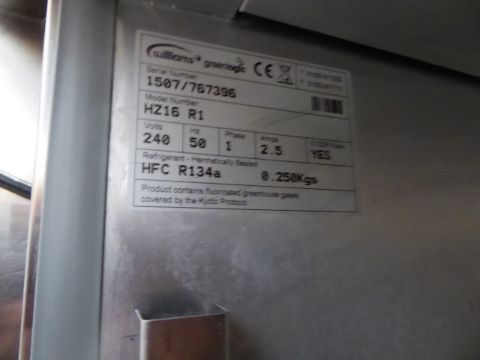 williams greenlogic CE
Serial Number
1507/767396
Model Number
HZ16 R1
Volts Hz Phase Amps
240 50 1 2.5 YES
Refrigerant - Hermetically Sealed
HFC R134a 0.250Kgs
Product contains fluorinated greenhouse gases
covered by the Kyoto Protocol